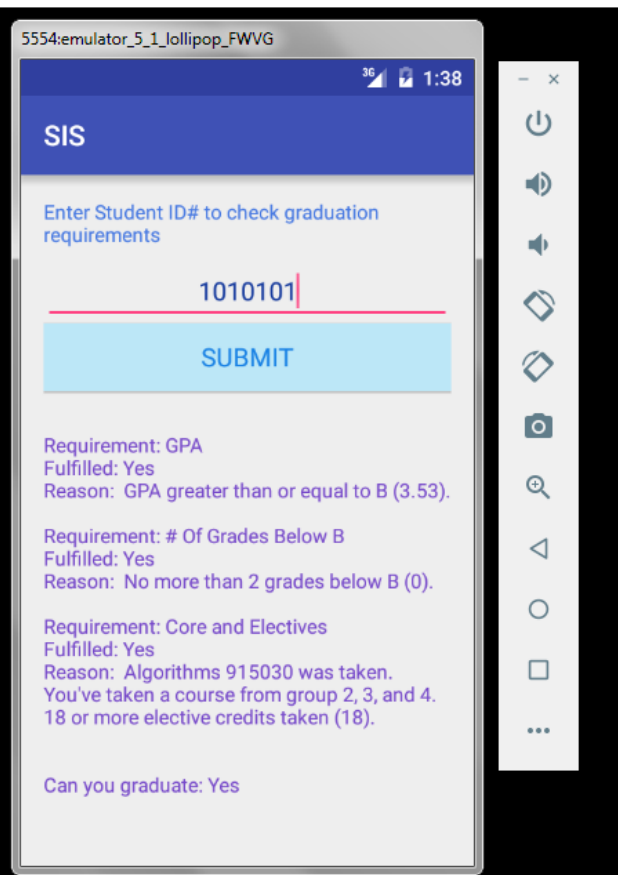 5554:emulator_5_1_lollipop_FWVG
3G 1:38
SIS
Enter Student ID# to check graduation
requirements
1010101
SUBMIT
Requirement: GPA
Fulfilled: Yes
Reason:  GPA greater than or equal to B (3.53).
Requirement: # Of Grades Below B
Fulfilled: Yes
Reason:  No more than 2 grades below B (0).
Requirement: Core and Electives
Fulfilled: Yes
Reason:  Algorithms 915030 was taken.
You've taken a course from group 2, 3, and 4.
18 or more elective credits taken (18).
Can you graduate: Yes